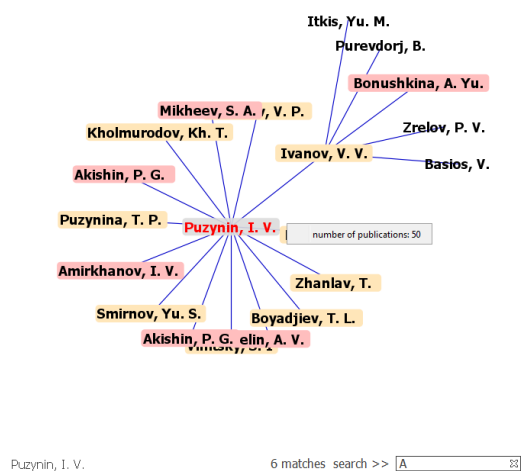 Itkis, Yu. M.
Purevdorj, B.
Bonushkina, A. Yu.
Mikheev, S. A.
, V. P.
Zrelov, P. V.
Kholmurodov, Kh. T.
Ivanov, V. V.
Basios, V.
Akishin, P. G.
Puzynina, T. P.
Puzynin, I. V.
number of publications: 50
Amirkhanov, I. V.
Zhanlav, T.
Smirnov, Yu. S.
Boyadjiev, T. L.
Akishin, P. G.
elin, A. V.
Puzynin, I. V.
6 matches search >> A